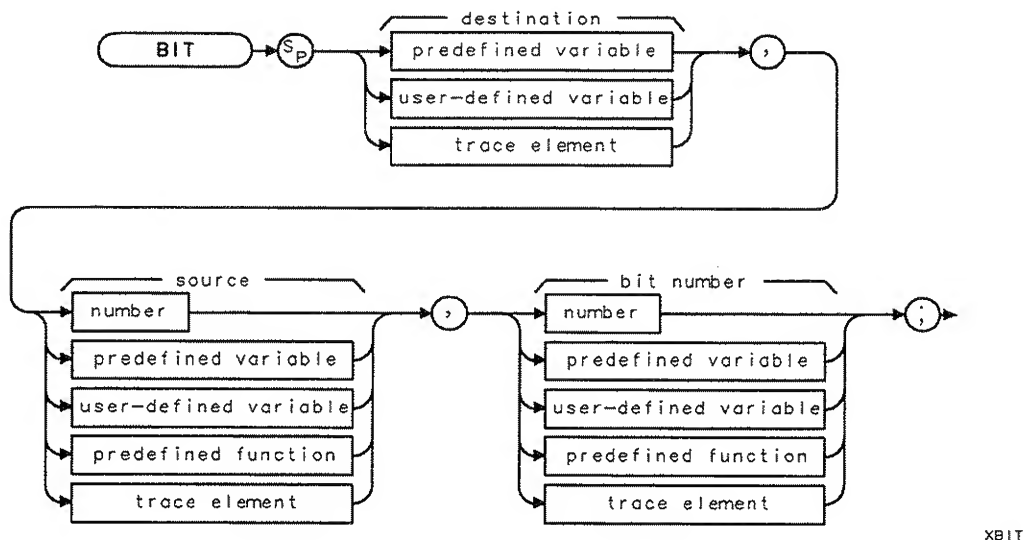 destination
BIT SP predefined variable ,
user-defined variable
trace element
source bit number
number , number ;
predefined variable predefined variable
user-defined variable user-defined variable
predefined function predefined function
trace element trace element
XBIT